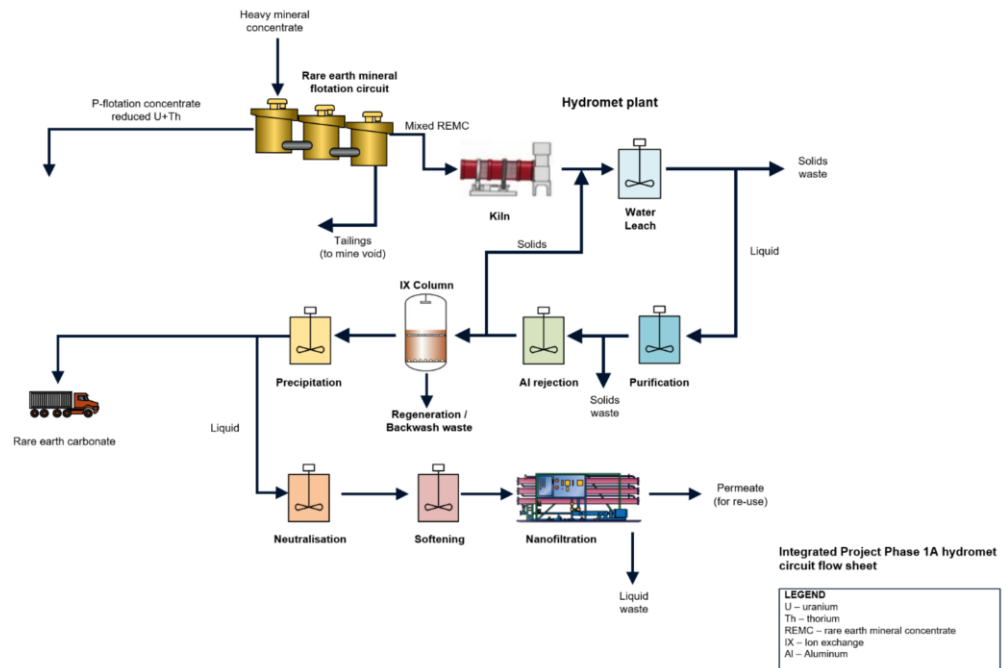 Heavy mineral
concentrate
Rare earth mineral
flotation circuit
P-flotation concentrate
reduced U+Th
Mixed REMC
Hydromet plant
Kiln
Water
Leach
Solids
waste
Tailings
(to mine void)
Solids
Liquid
IX Column
Precipitation
Al rejection
Purification
Regeneration /
Backwash waste
Solids
waste
Rare earth carbonate
Liquid
Neutralisation
Softening
Nanofiltration
Permeate
(for re-use)
Liquid
waste
Integrated Project Phase 1A hydromet
circuit flow sheet
LEGEND
U – uranium
Th – thorium
REMC – rare earth mineral concentrate
IX – Ion exchange
Al – Aluminum